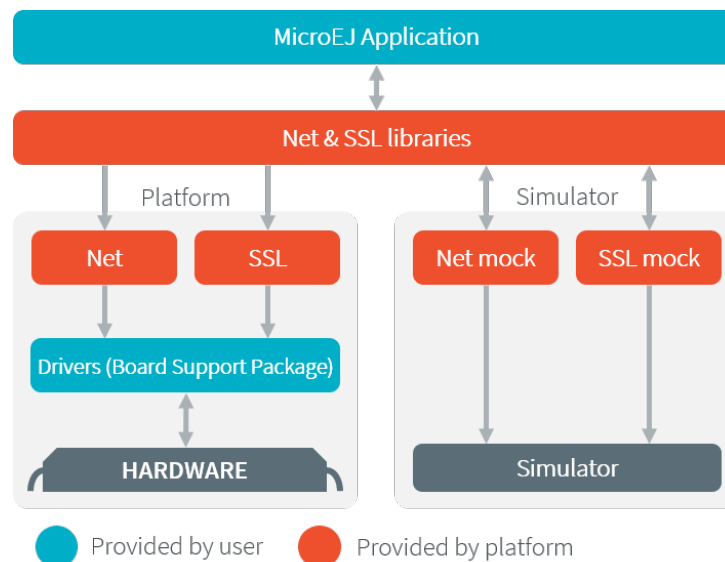 MicroEJ Application
Net & SSL libraries
Platform
Simulator
Net
SSL
Net mock
SSL mock
Drivers (Board Support Package)
HARDWARE
Simulator
Provided by user
Provided by platform